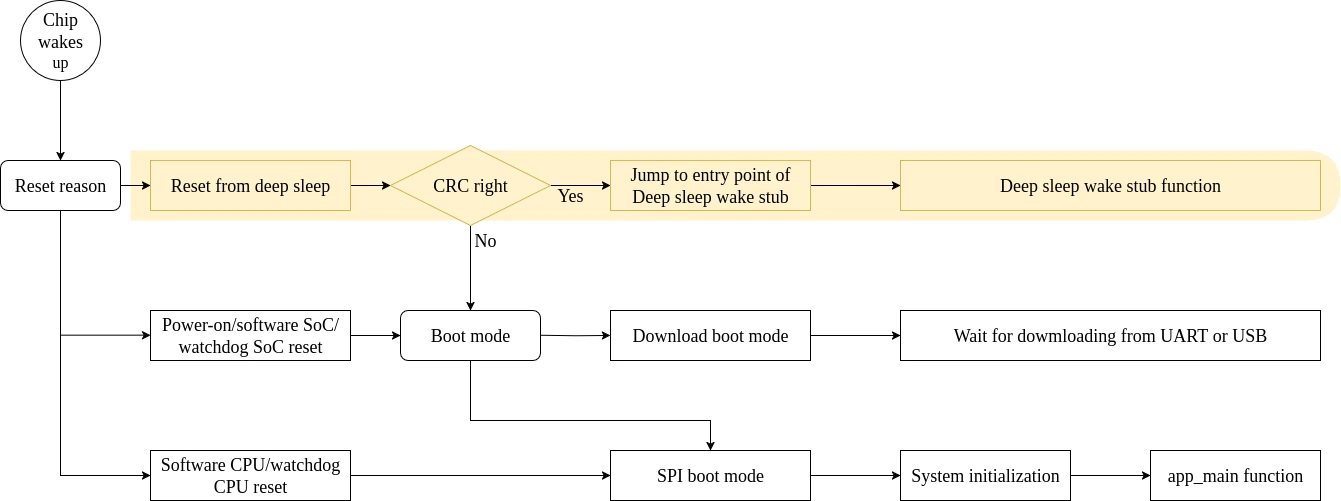 Chip
wakes
up
Reset reason
Reset from deep sleep
CRC right
Yes
Jump to entry point of
Deep sleep wake stub
Deep sleep wake stub function
No
Power-on/software SoC/
watchdog SoC reset
Boot mode
Download boot mode
Wait for dowmloading from UART or USB
Software CPU/watchdog
CPU reset
SPI boot mode
System initialization
app_main function